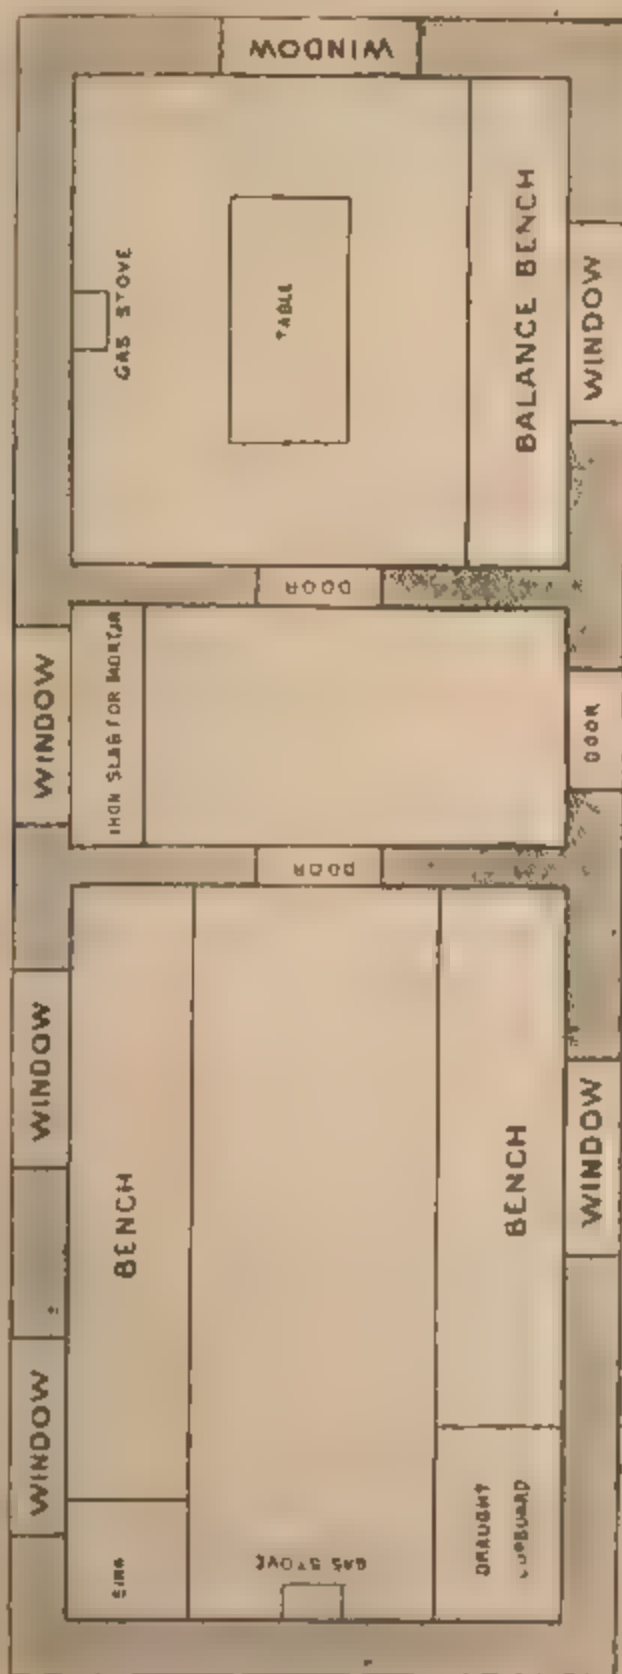 WINDOW
GAS STOVE
TABLE
BALANCE BENCH
WINDOW
DOOR
WINDOW
IRON SLAB FOR MORTAR
DOOR
DOOR
WINDOW
BENCH
BENCH
WINDOW
WINDOW
SINK
GAS STOVE
DRAUGHT
CUPBOARD